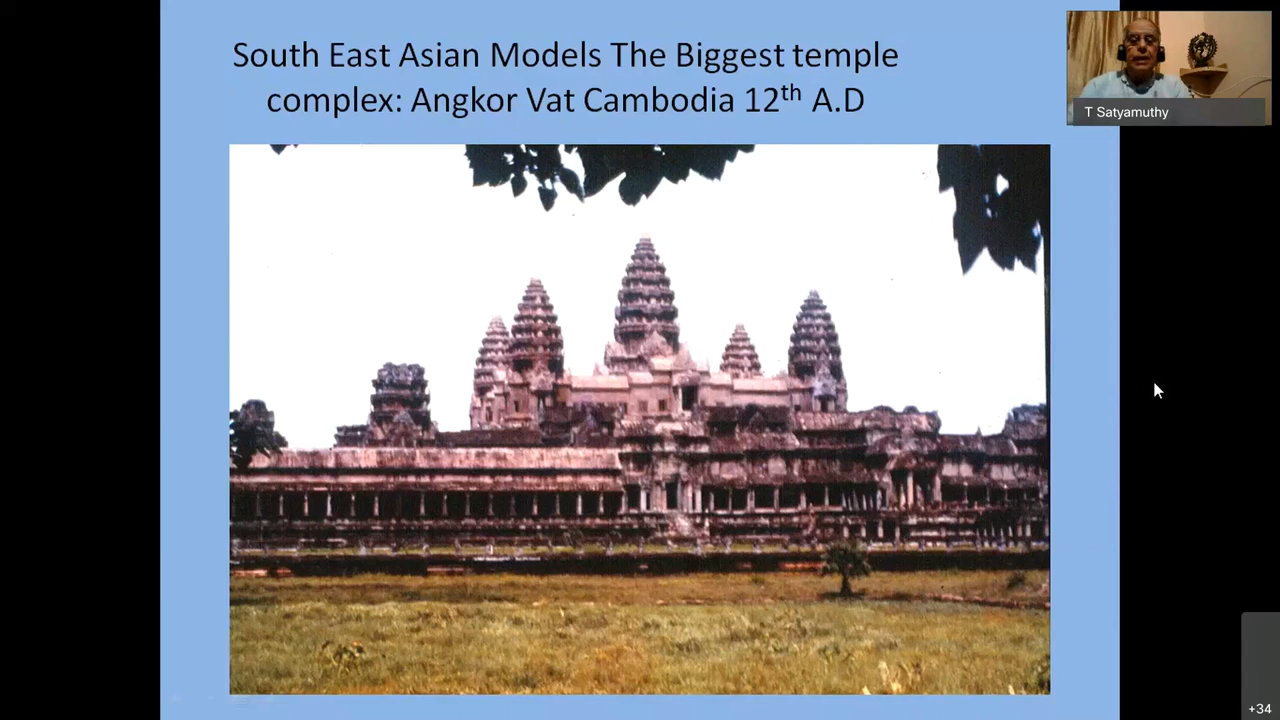 South East Asian Models The Biggest temple
complex: Angkor Vat Cambodia 12th A.D
T Satyamuthy
+34